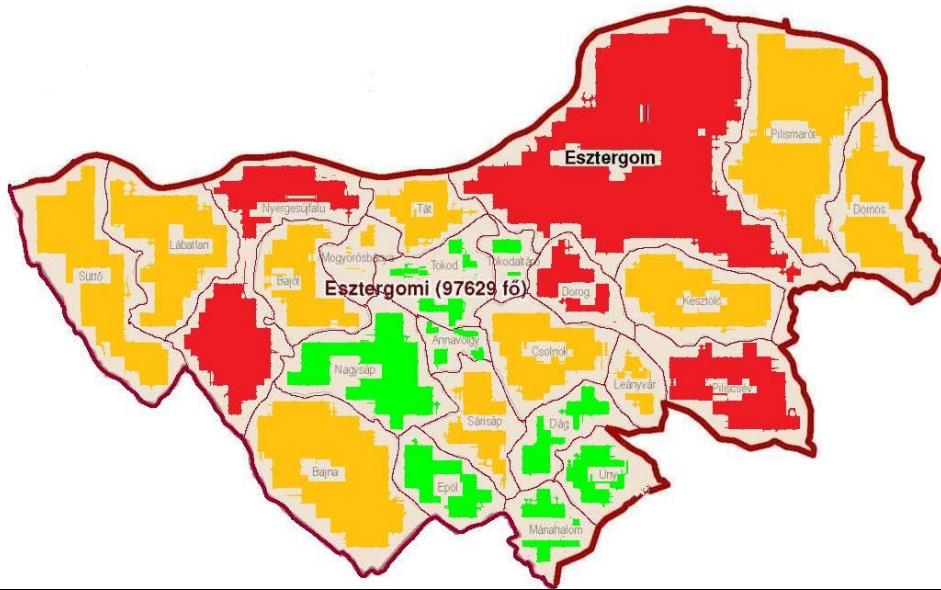 Esztergom
Pilismarót
Nyergesújfalu
Tát
Dömös
Lábatlan
Mogyorósbánya
Tokod
Tokodaltáró
Süttő
Bajót
Esztergomi (97629 fő)
Dorog
Kesztölc
Annavölgy
Csolnok
Nagysáp
Leányvár
Piliscsév
Sárisáp
Dág
Bajna
Epöl
Úny
Máriahalom